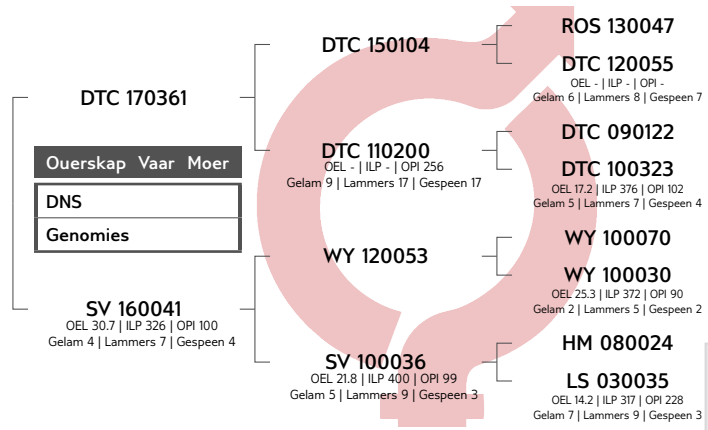 ROS 130047
DTC 150104
DTC 120055
OEL - | ILP - | OPI -
Gelam 6 | Lammers 8 | Gespeen 7
DTC 170361
DTC 090122
DTC 110200
OEL - | ILP - | OPI 256
Gelam 9 | Lammers 17 | Gespeen 17
DTC 100323
OEL 17.2 | ILP 376 | OPI 102
Gelam 5 | Lammers 7 | Gespeen 4
Ouerskap Vaar Moer
DNS
Genomies
WY 100070
WY 120053
WY 100030
OEL 25.3 | ILP 372 | OPI 90
Gelam 2 | Lammers 5 | Gespeen 2
SV 160041
OEL 30.7 | ILP 326 | OPI 100
Gelam 4 | Lammers 7 | Gespeen 4
HM 080024
SV 100036
OEL 21.8 | ILP 400 | OPI 99
Gelam 5 | Lammers 9 | Gespeen 3
LS 030035
OEL 14.2 | ILP 317 | OPI 228
Gelam 7 | Lammers 9 | Gespeen 3